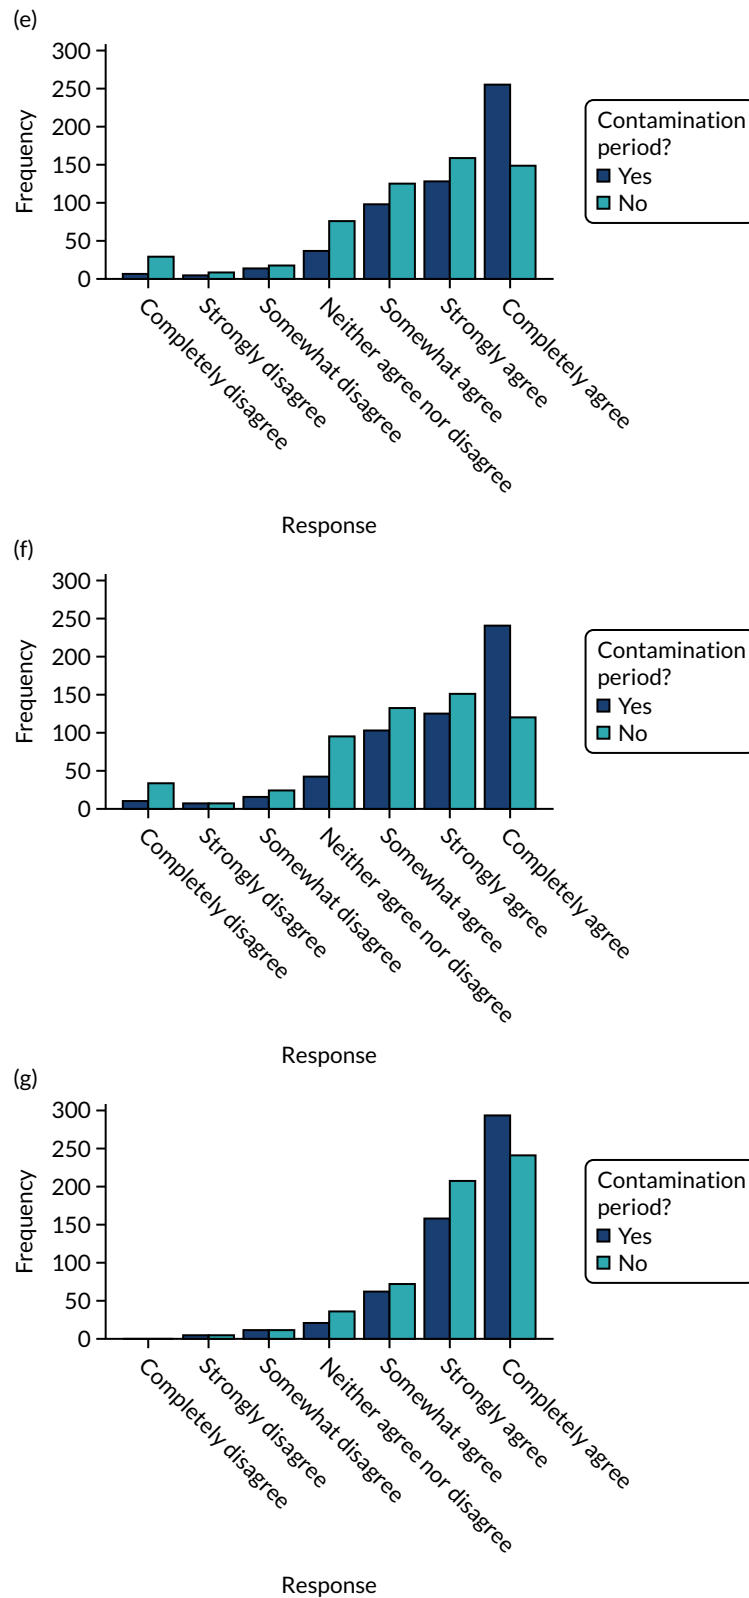 (e)
300
250
200
150
100
50
0
Frequency
Completely disagree
Strongly disagree
Somewhat disagree
Neither agree nor disagree
Somewhat agree
Strongly agree
Completely agree
Response
Contamination
period?
Yes
No
(f)
300
250
200
150
100
50
0
Frequency
Completely disagree
Strongly disagree
Somewhat disagree
Neither agree nor disagree
Somewhat agree
Strongly agree
Completely agree
Response
Contamination
period?
Yes
No
(g)
300
250
200
150
100
50
0
Frequency
Completely disagree
Strongly disagree
Somewhat disagree
Neither agree nor disagree
Somewhat agree
Strongly agree
Completely agree
Response
Contamination
period?
Yes
No